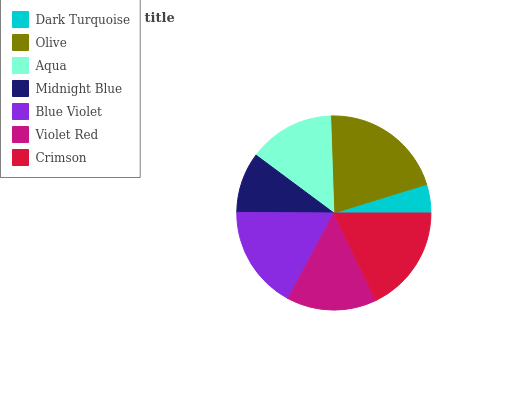 title
Dark Turquoise
Olive
Aqua
Midnight Blue
Blue Violet
Violet Red
Crimson